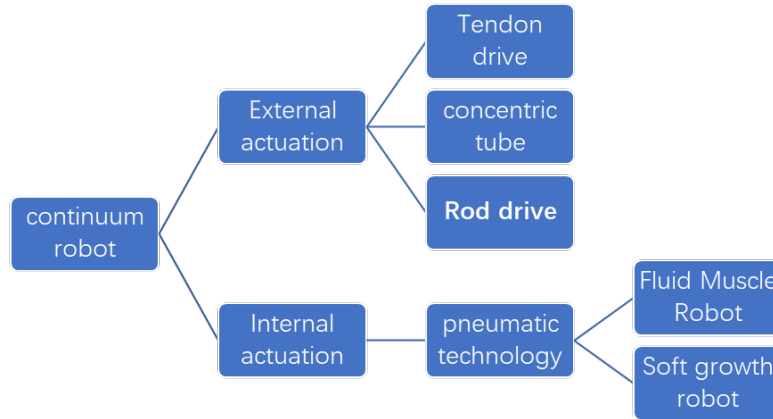 Tendon
drive
External
actuation
concentric
tube
Rod drive
continuum
robot
Internal
actuation
pneumatic
technology
Fluid Muscle
Robot
Soft growth
robot